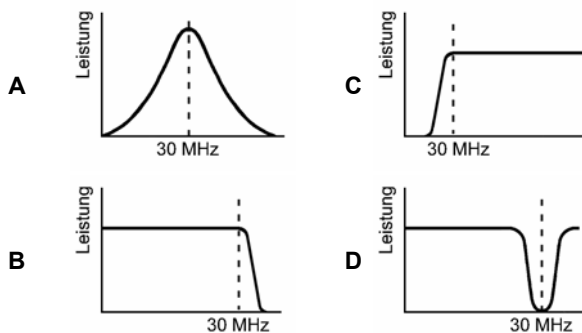 A
Leistung
30 MHz
C
Leistung
30 MHz
B
Leistung
30 MHz
D
Leistung
30 MHz